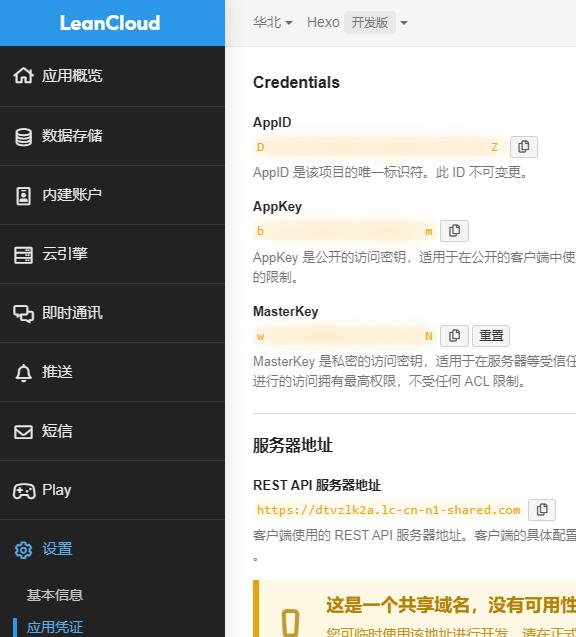 LeanCloud
华北
Hexo
开发版
应用概览
数据存储
内建账户
云引擎
即时通讯
推送
短信
Play
设置
基本信息
应用凭证
Credentials
AppID
D Z
AppID 是该项目的唯一标识符。此 ID 不可变更。
AppKey
b m
AppKey 是公开的访问密钥，适用于在公开的客户端中使
的限制。
MasterKey
w N
重置
MasterKey 是私密的访问密钥，适用于在服务器等受信任
进行的访问拥有最高权限，不受任何 ACL 限制。
服务器地址
REST API 服务器地址
https://dtvzlk2a.lc-cn-n1-shared.com
客户端使用的 REST API 服务器地址。客户端的具体配置
。
这是一个共享域名，没有可用性
您可临时使用该地址进行开发，请在正式